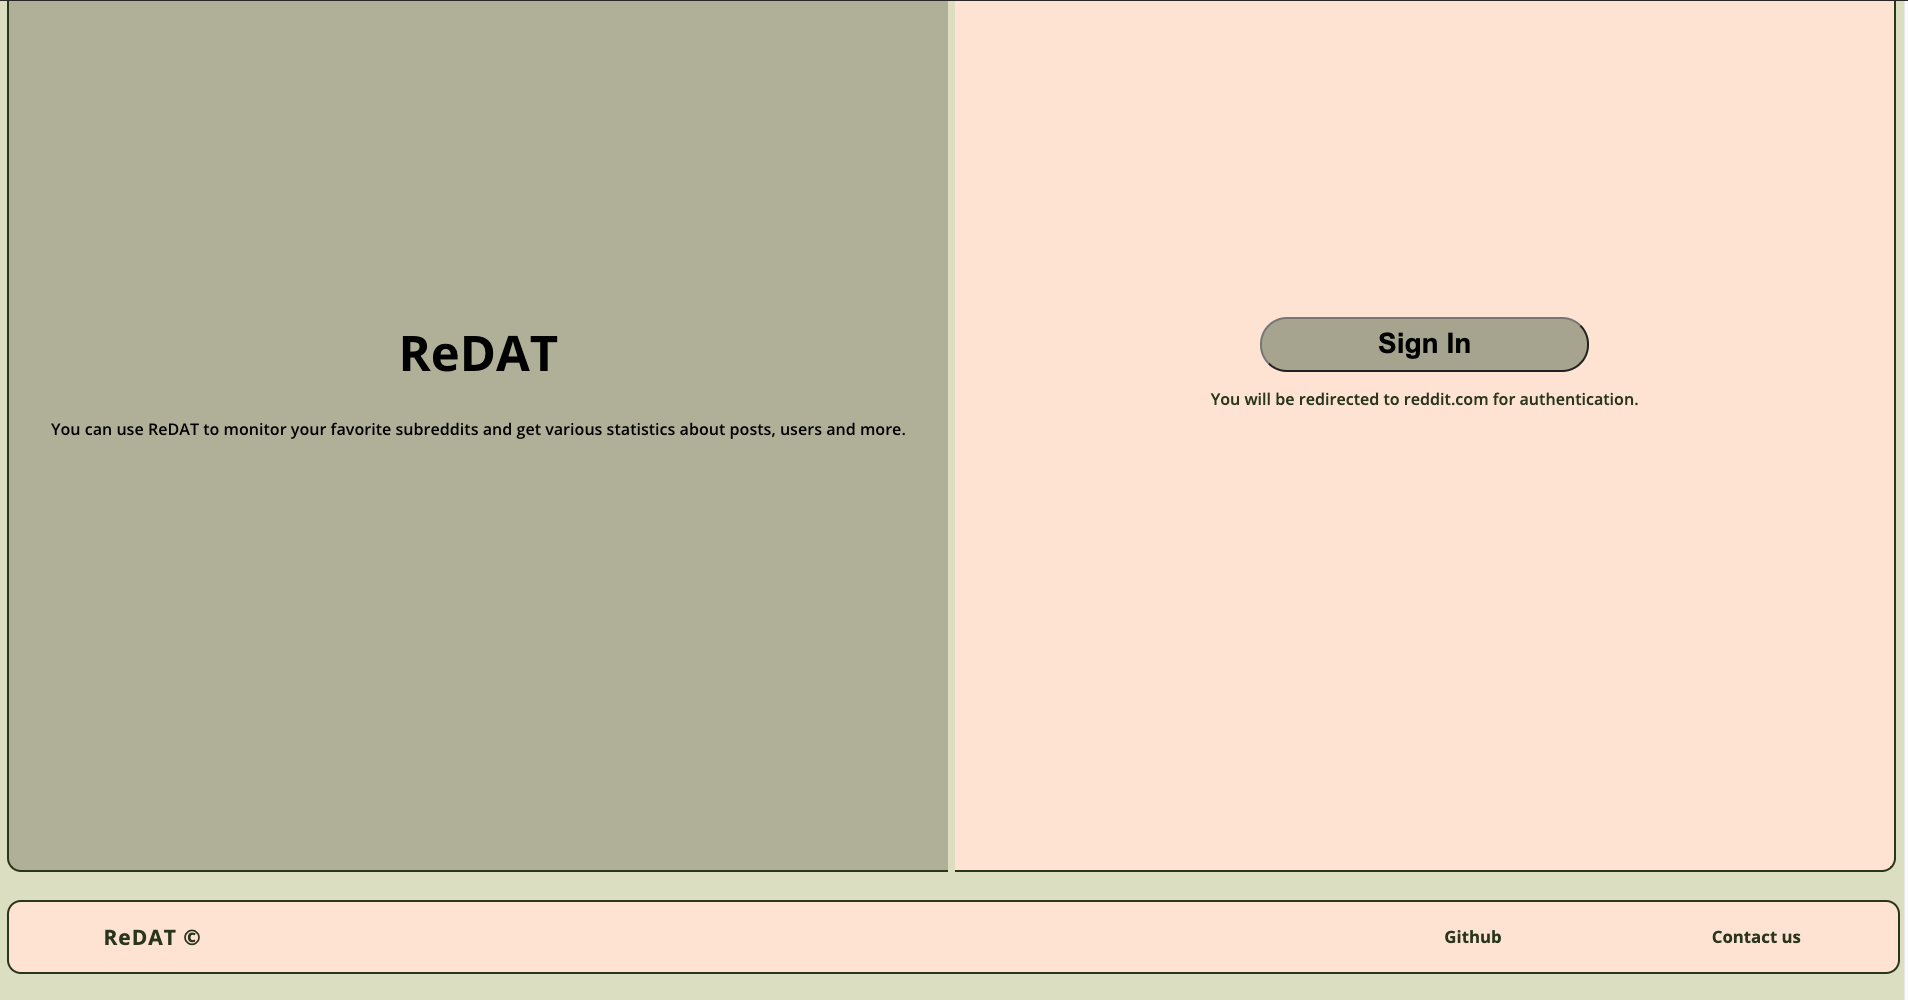 ReDAT
You can use ReDAT to monitor your favorite subreddits and get various statistics about posts, users and more.
Sign In
You will be redirected to reddit.com for authentication.
ReDAT ©
Github
Contact us